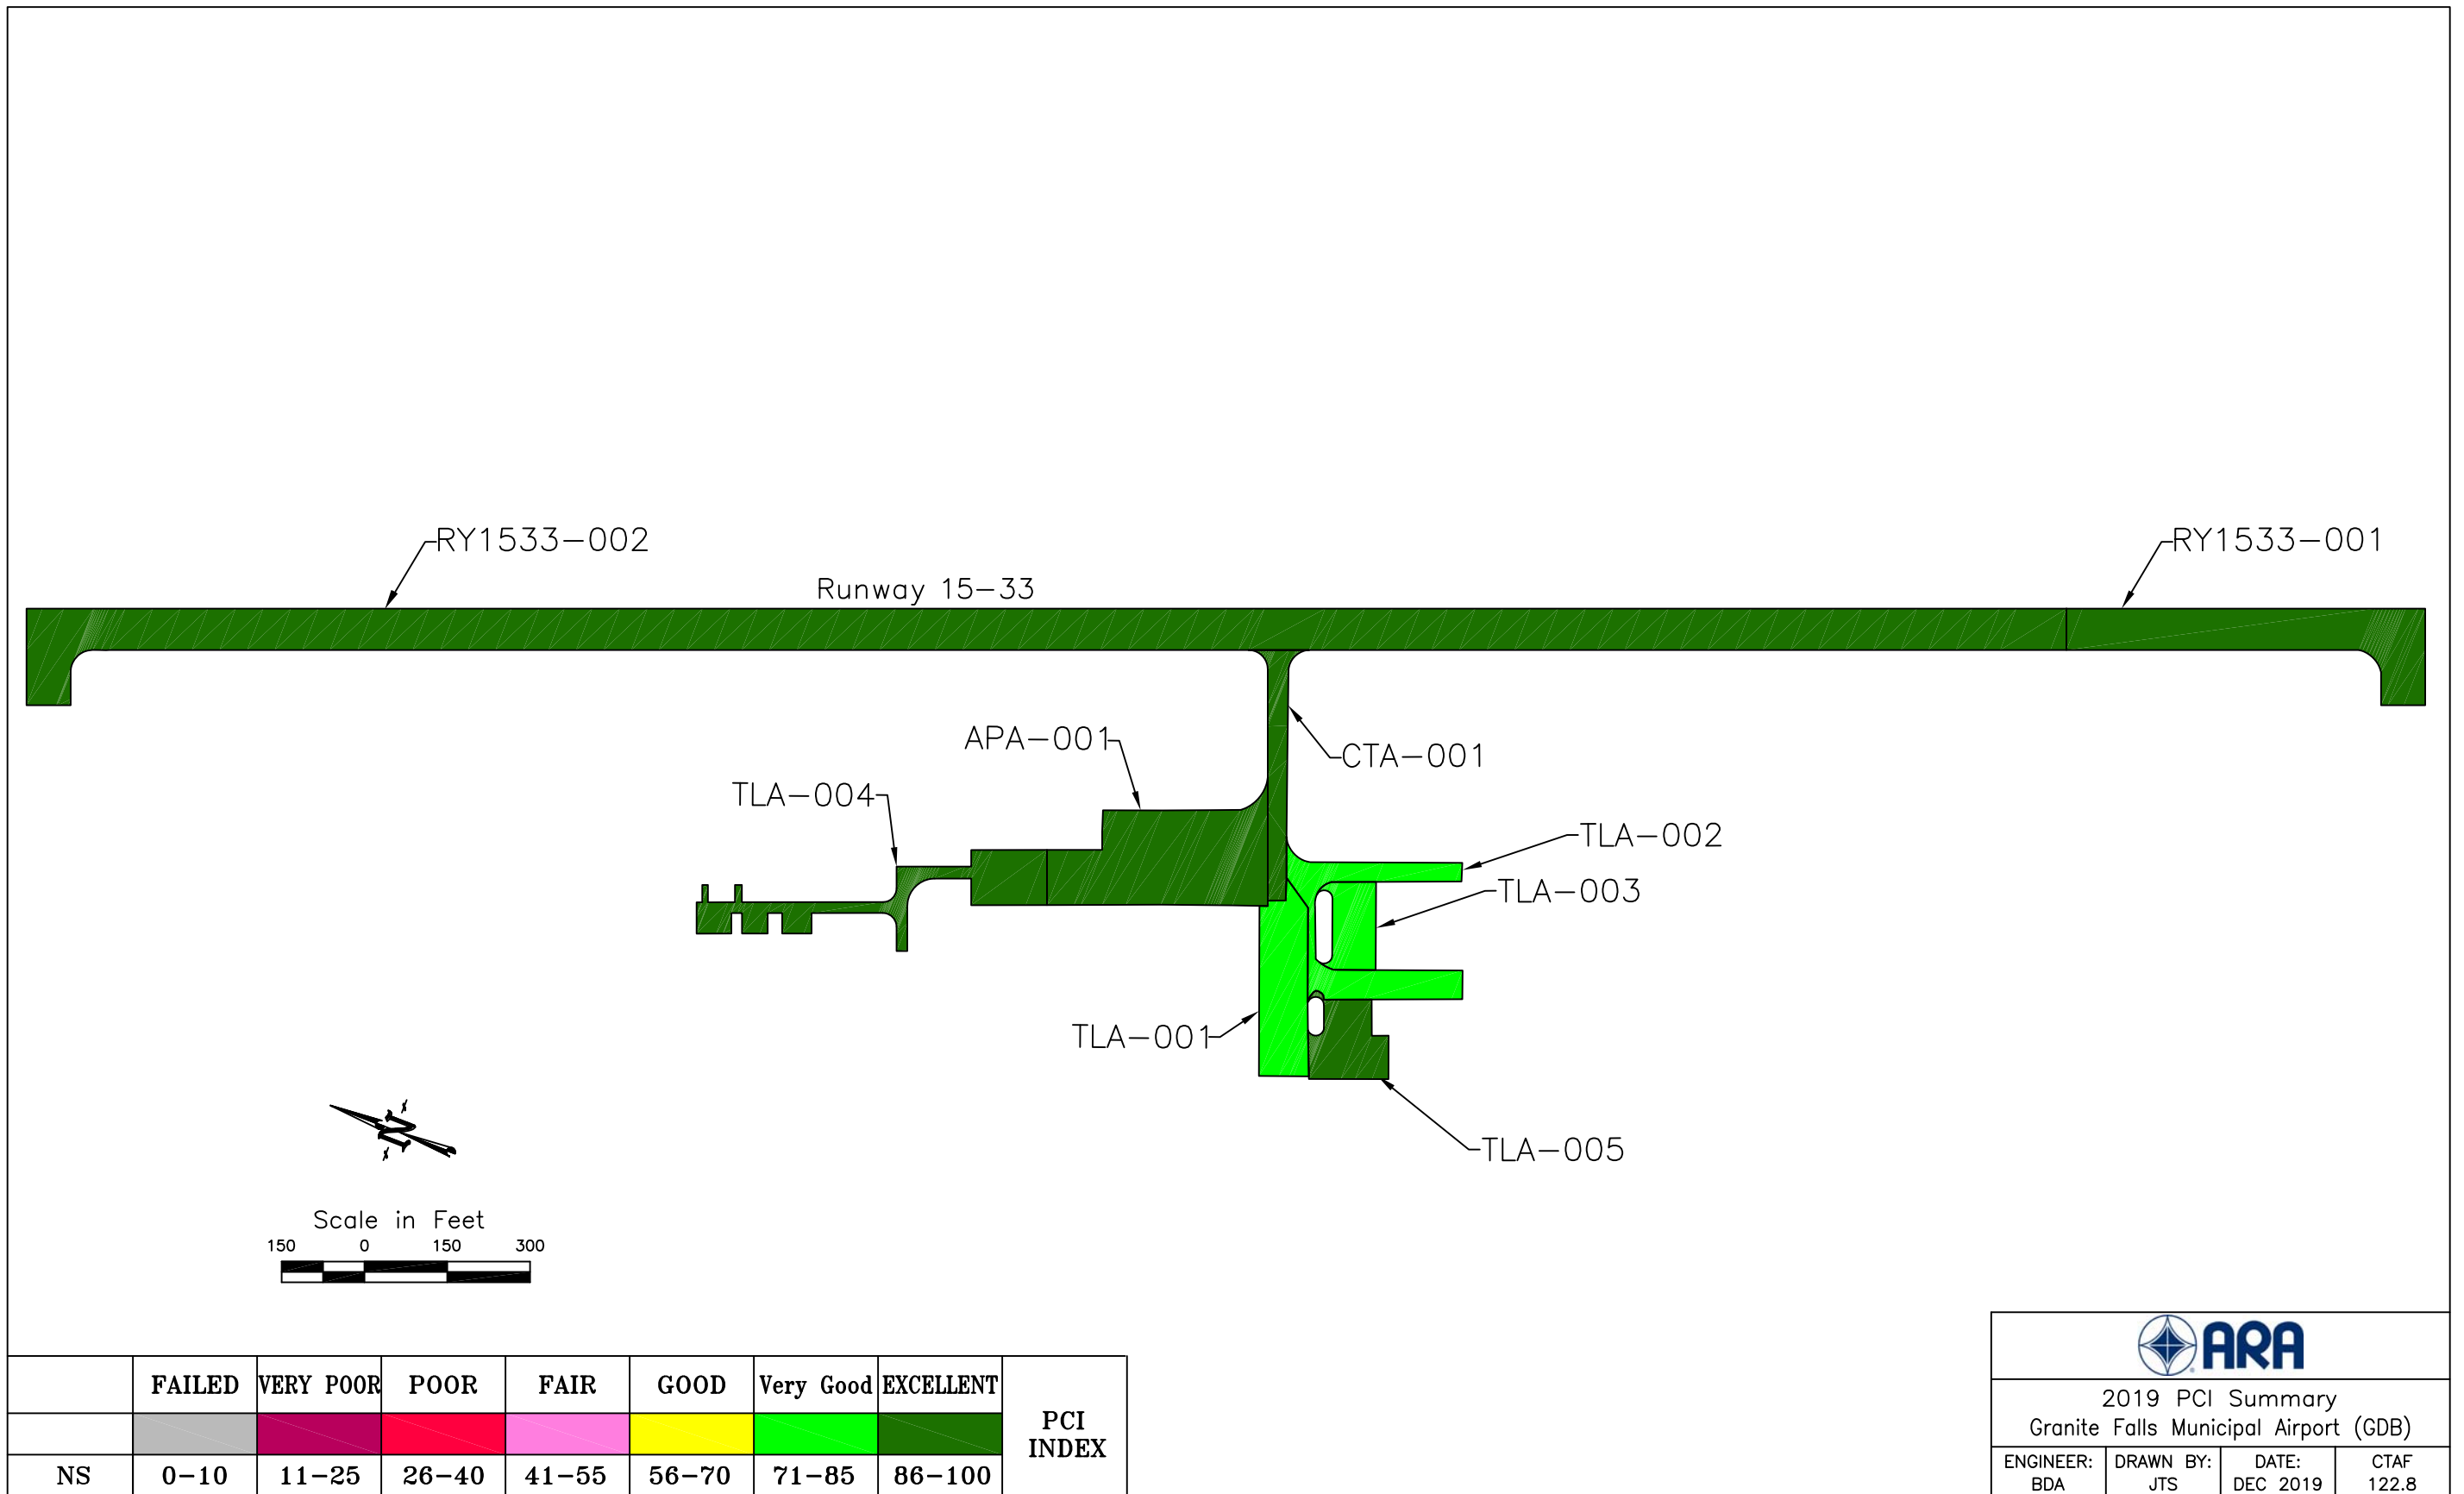 RY1533-002
RY1533-001
Runway 15-33
APA-001
CTA-001
TLA-004
TLA-002
TLA-003
TLA-001
TLA-005
N
Scale in Feet
150 0 150 300
FAILED VERY POOR POOR FAIR GOOD Very Good EXCELLENT
PCI
INDEX
NS 0-10 11-25 26-40 41-55 56-70 71-85 86-100
ARA
2019 PCI Summary
Granite Falls Municipal Airport (GDB)
ENGINEER: DRAWN BY: DATE: CTAF
BDA JTS DEC 2019 122.8